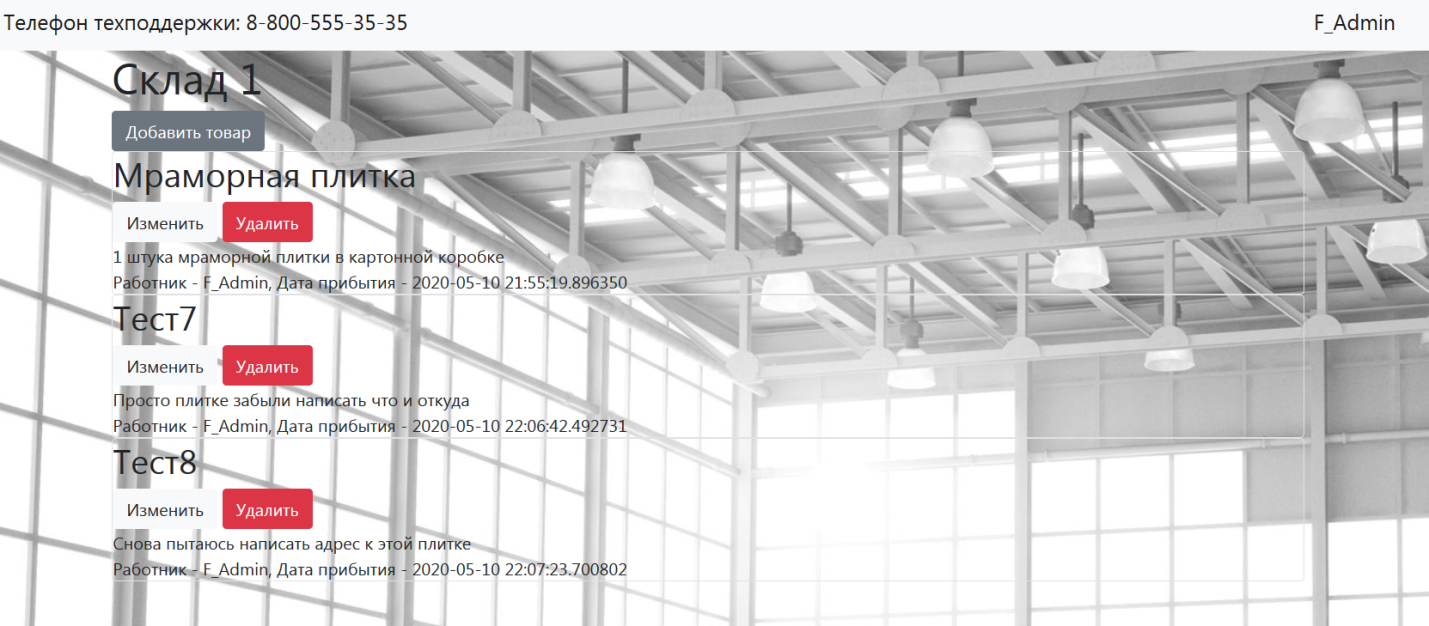 Телефон техподдержки: 8-800-555-35-35 F_Admin
Склад 1
Добавить товар
Мраморная плитка
Изменить Удалить
1 штука мраморной плитки в картонной коробке
Работник - F_Admin, Дата прибытия - 2020-05-10 21:55:19.896350
Тест7
Изменить Удалить
Просто плитке забыли написать что и откуда
Работник - F_Admin, Дата прибытия - 2020-05-10 22:06:42.492731
Тест8
Изменить Удалить
Снова пытаюсь написать адрес к этой плитке
Работник - F_Admin, Дата прибытия - 2020-05-10 22:07:23.700802